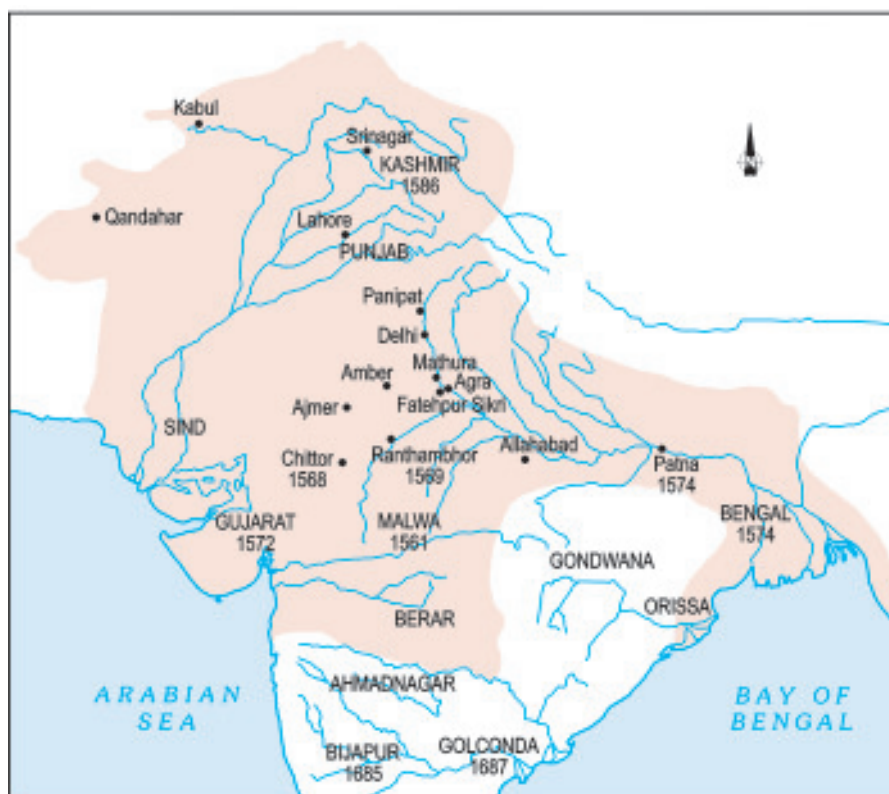 Kabul
Srinagar
KASHMIR
1586
Qandahar
Lahore
PUNJAB
Panipat
Delhi
Mathura
Amber
Agra
Fatehpur Sikri
Ajmer
SIND
Ranthambhor
1569
Allahabad
Chittor
1568
Patna
1574
GUJARAT
1572
MALWA
1561
BENGAL
1574
GONDWANA
ORISSA
BERAR
AHMADNAGAR
ARABIAN
SEA
BAY OF
BENGAL
BIJAPUR
1685
GOLCONDA
1687
N